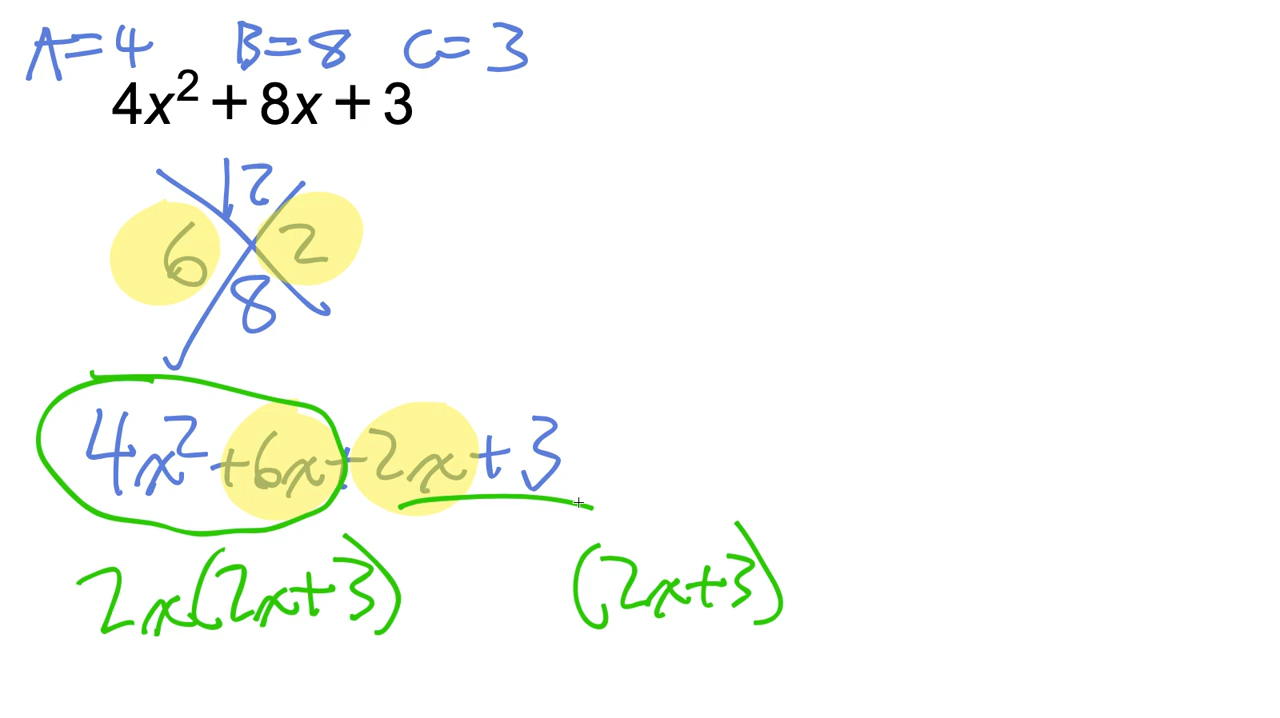 A=4 B=8 C=3
4x² + 8x + 3
12
6 2
8
4x²+6x+2x+3
2x(2x+3) (2x+3)